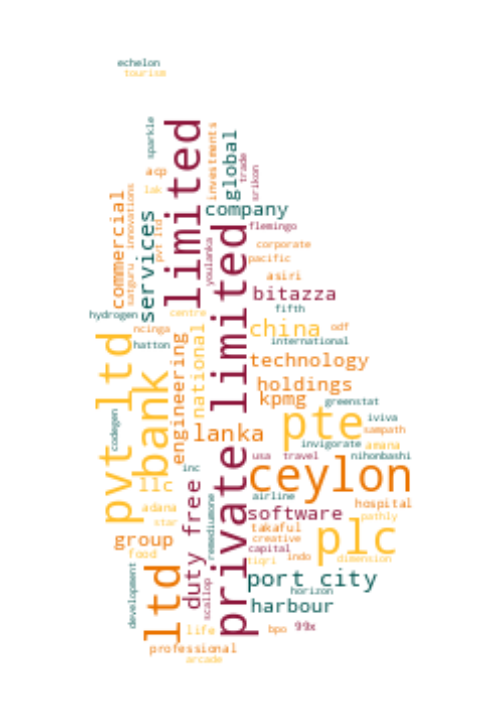 echelon
tourism
sparkle
limited
investments
global
trade
srikon
acp
lak
commercial
innovations
satguru
services
pvt ltd
company
flemingo
youlanka
private limited
corporate
pacific
asiri
bitazza
fifth
hydrogen
centre
ncinga
hatton
national
china
odf
international
pvt ltd
bank
engineering
technology
holdings
kpmg
greenstat
codegen
lanka
pte
iviva
sampath
invigorate
amana
usa
travel
nihonbashi
inc
llc
ceylon
adana
star
duty free
remediumone
airline
hospital
software
pathly
group
food
takaful
creative
plc
capital
indo
tiqri
dimension
development
ltd
scallop
port city
horizon
harbour
life
bpo
99x
professional
arcade